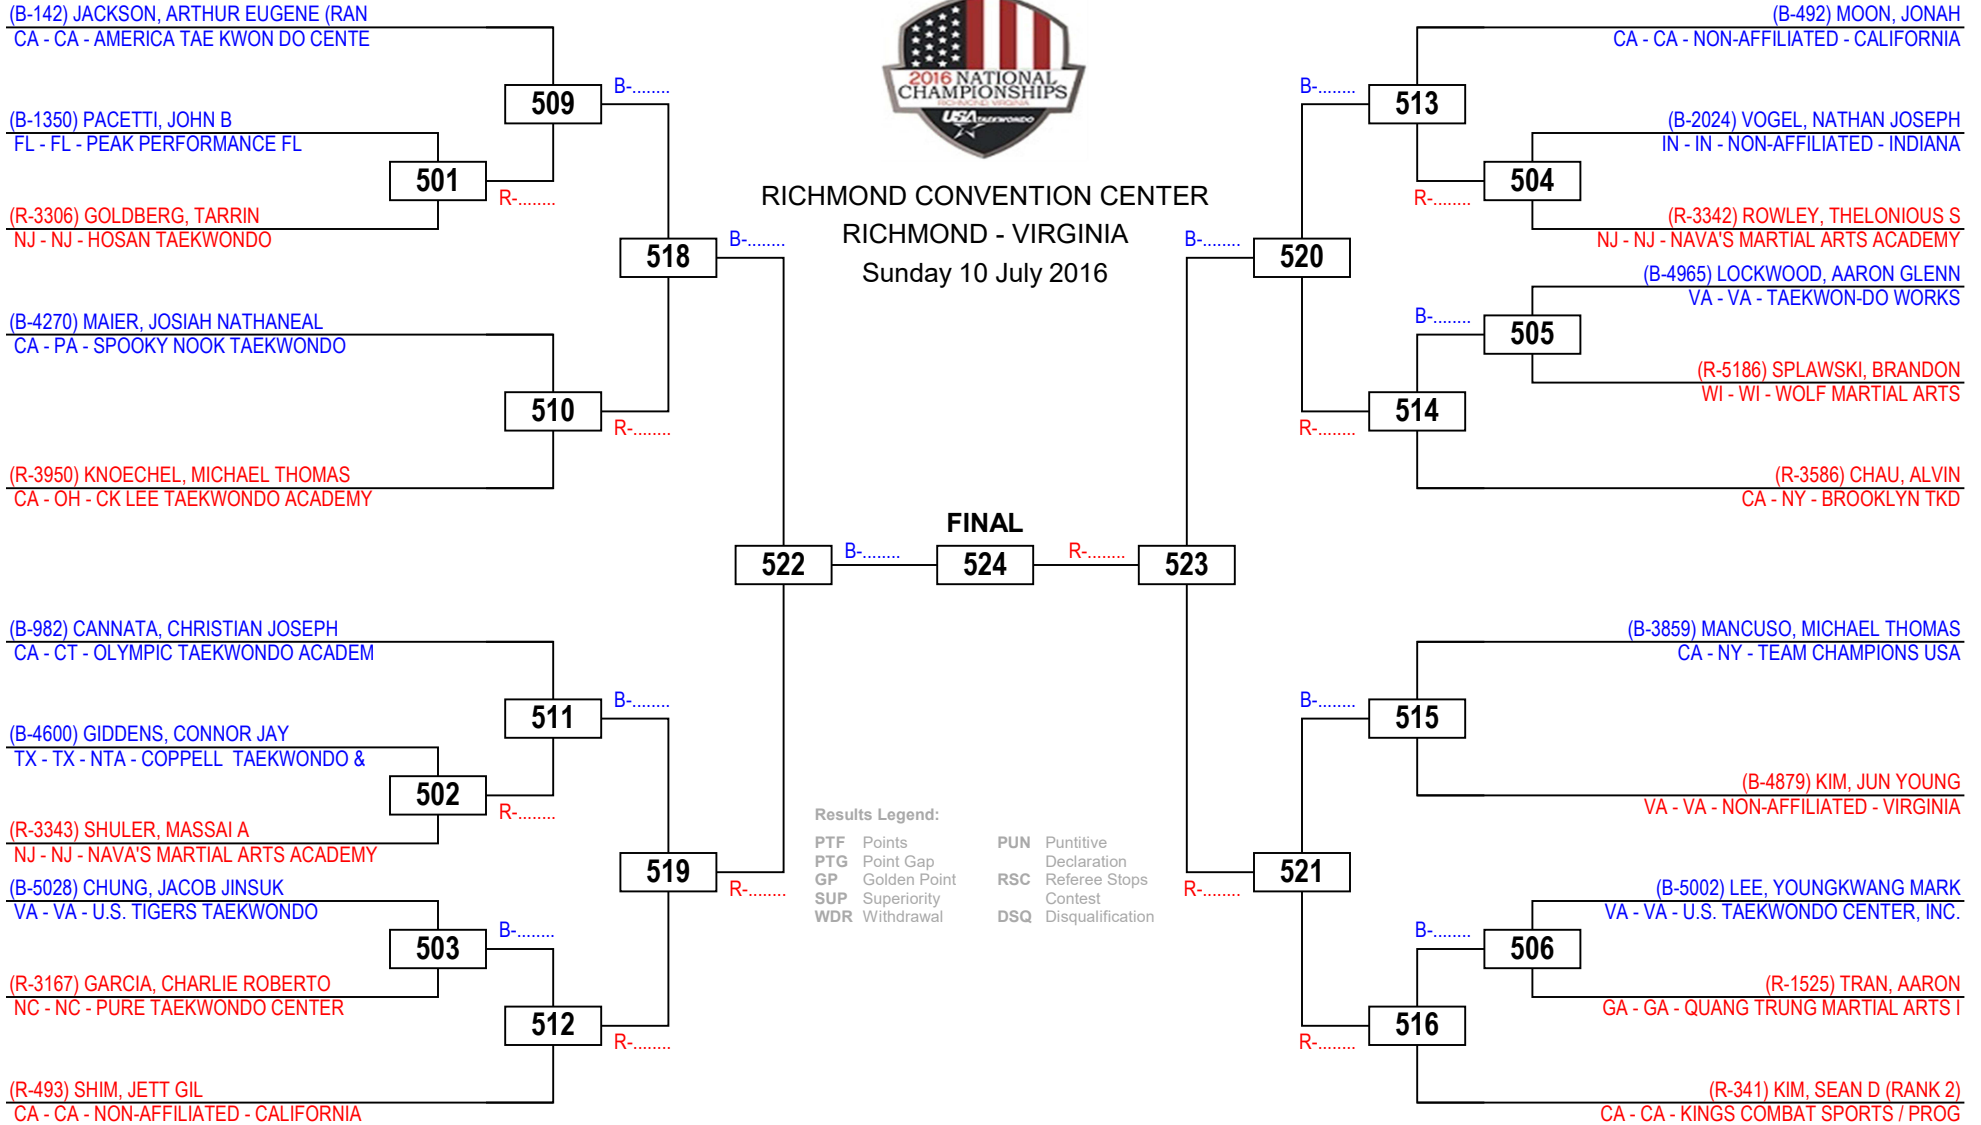 (B-142) JACKSON, ARTHUR EUGENE (RAN
CA - CA - AMERICA TAE KWON DO CENTE
509
B-........
(B-1350) PACETTI, JOHN B
FL - FL - PEAK PERFORMANCE FL
501
R-........
(R-3306) GOLDBERG, TARRIN
NJ - NJ - HOSAN TAEKWONDO
518
B-........
(B-4270) MAIER, JOSIAH NATHANEAL
CA - PA - SPOOKY NOOK TAEKWONDO
510
R-........
(R-3950) KNOECHEL, MICHAEL THOMAS
CA - OH - CK LEE TAEKWONDO ACADEMY
522
B-........
(B-982) CANNATA, CHRISTIAN JOSEPH
CA - CT - OLYMPIC TAEKWONDO ACADEM
511
B-........
(B-4600) GIDDENS, CONNOR JAY
TX - TX - NTA - COPPELL  TAEKWONDO &
502
R-........
(R-3343) SHULER, MASSAI A
NJ - NJ - NAVA'S MARTIAL ARTS ACADEMY
519
R-........
(B-5028) CHUNG, JACOB JINSUK
VA - VA - U.S. TIGERS TAEKWONDO
503
B-........
(R-3167) GARCIA, CHARLIE ROBERTO
NC - NC - PURE TAEKWONDO CENTER
512
R-........
(R-493) SHIM, JETT GIL
CA - CA - NON-AFFILIATED - CALIFORNIA
2016 NATIONAL
CHAMPIONSHIPS
RICHMOND VIRGINIA
USA TAEKWONDO
RICHMOND CONVENTION CENTER
RICHMOND - VIRGINIA
Sunday 10 July 2016
FINAL
524
Results Legend:
PTF Points
PTG Point Gap
GP Golden Point
SUP Superiority
WDR Withdrawal
PUN Puntitive
Declaration
RSC Referee Stops
Contest
DSQ Disqualification
(B-492) MOON, JONAH
CA - CA - NON-AFFILIATED - CALIFORNIA
B-........
513
(B-2024) VOGEL, NATHAN JOSEPH
IN - IN - NON-AFFILIATED - INDIANA
504
R-........
(R-3342) ROWLEY, THELONIOUS S
NJ - NJ - NAVA'S MARTIAL ARTS ACADEMY
B-........
520
(B-4965) LOCKWOOD, AARON GLENN
VA - VA - TAEKWON-DO WORKS
B-........
505
(R-5186) SPLAWSKI, BRANDON
WI - WI - WOLF MARTIAL ARTS
514
R-........
(R-3586) CHAU, ALVIN
CA - NY - BROOKLYN TKD
R-........
523
(B-3859) MANCUSO, MICHAEL THOMAS
CA - NY - TEAM CHAMPIONS USA
B-........
515
(B-4879) KIM, JUN YOUNG
VA - VA - NON-AFFILIATED - VIRGINIA
521
R-........
(B-5002) LEE, YOUNGKWANG MARK
VA - VA - U.S. TAEKWONDO CENTER, INC.
B-........
506
(R-1525) TRAN, AARON
GA - GA - QUANG TRUNG MARTIAL ARTS I
516
R-........
(R-341) KIM, SEAN D (RANK 2)
CA - CA - KINGS COMBAT SPORTS / PROG